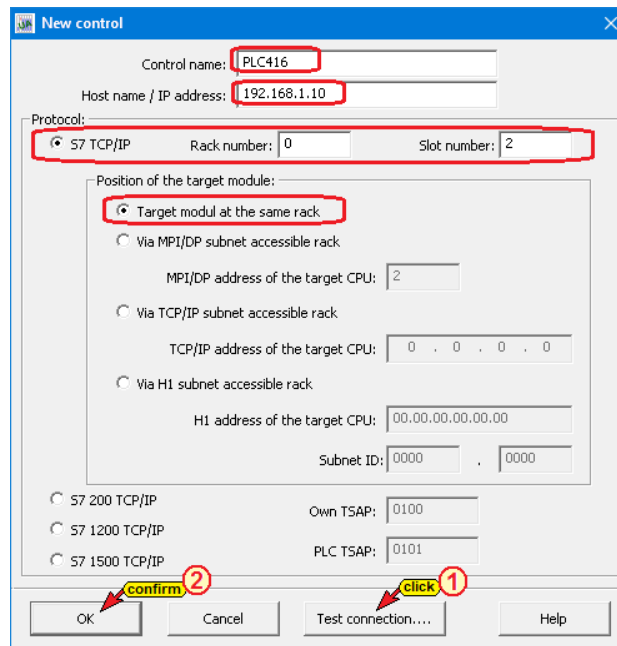 New control
Control name: PLC416
Host name / IP address: 192.168.1.10
Protocol:
S7 TCP/IP Rack number: 0 Slot number: 2
Position of the target module:
Target modul at the same rack
Via MPI/DP subnet accessible rack
MPI/DP address of the target CPU: 2
Via TCP/IP subnet accessible rack
TCP/IP address of the target CPU: 0 . 0 . 0 . 0
Via H1 subnet accessible rack
H1 address of the target CPU: 00.00.00.00.00.00
Subnet ID: 0000 . 0000
S7 200 TCP/IP
Own TSAP: 0100
S7 1200 TCP/IP
PLC TSAP: 0101
S7 1500 TCP/IP
confirm 2 click 1
OK Cancel Test connection.... Help